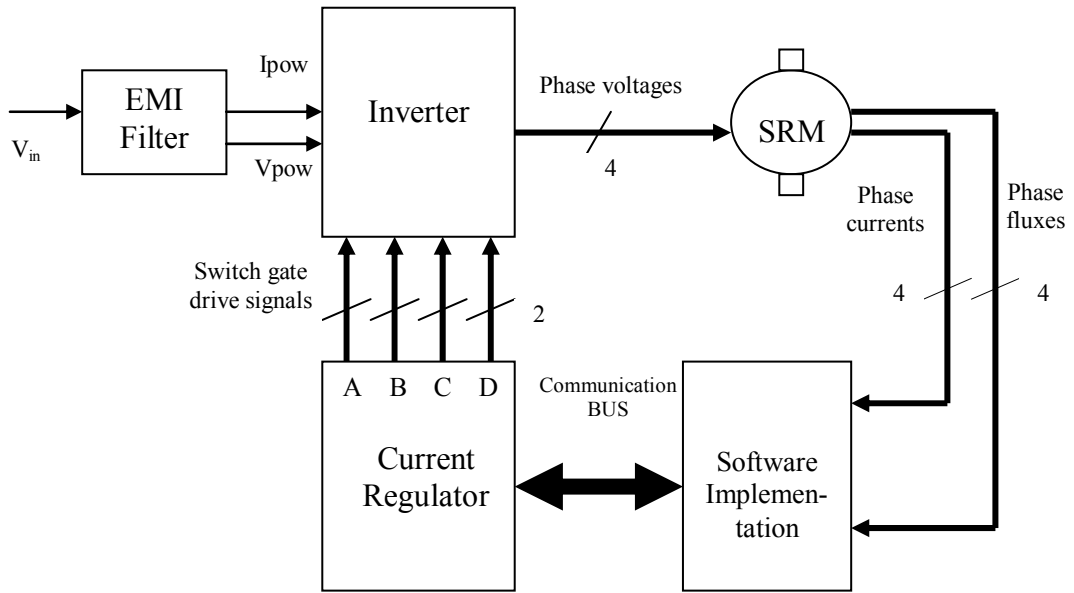 V_in
EMI
Filter
Ipow
Vpow
Inverter
Phase voltages
4
SRM
Phase
currents
4
Phase
fluxes
4
Switch gate
drive signals
2
A B C D
Current
Regulator
Communication
BUS
Software
Implemen-
tation